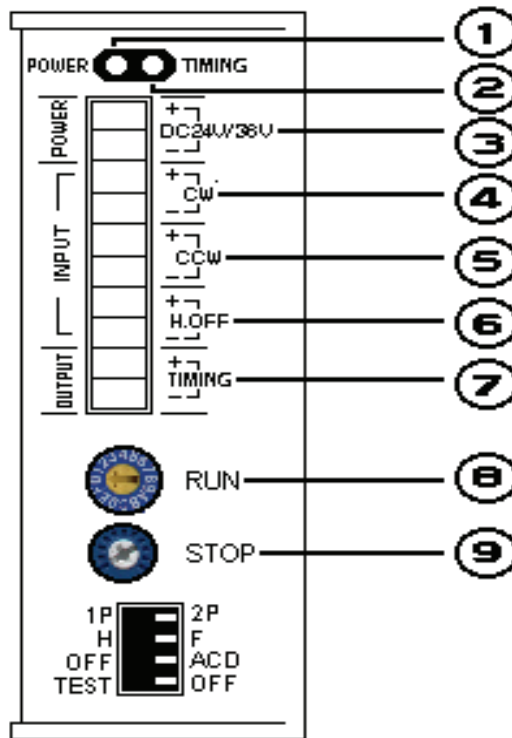 POWER TIMING ①
②
POWER + - DC24V/36V ③
INPUT + - CW ④
+ - CCW ⑤
+ - H.OFF ⑥
OUTPUT + - TIMING ⑦
RUN ⑧
STOP ⑨
1P 2P
H F
OFF ACD
TEST OFF